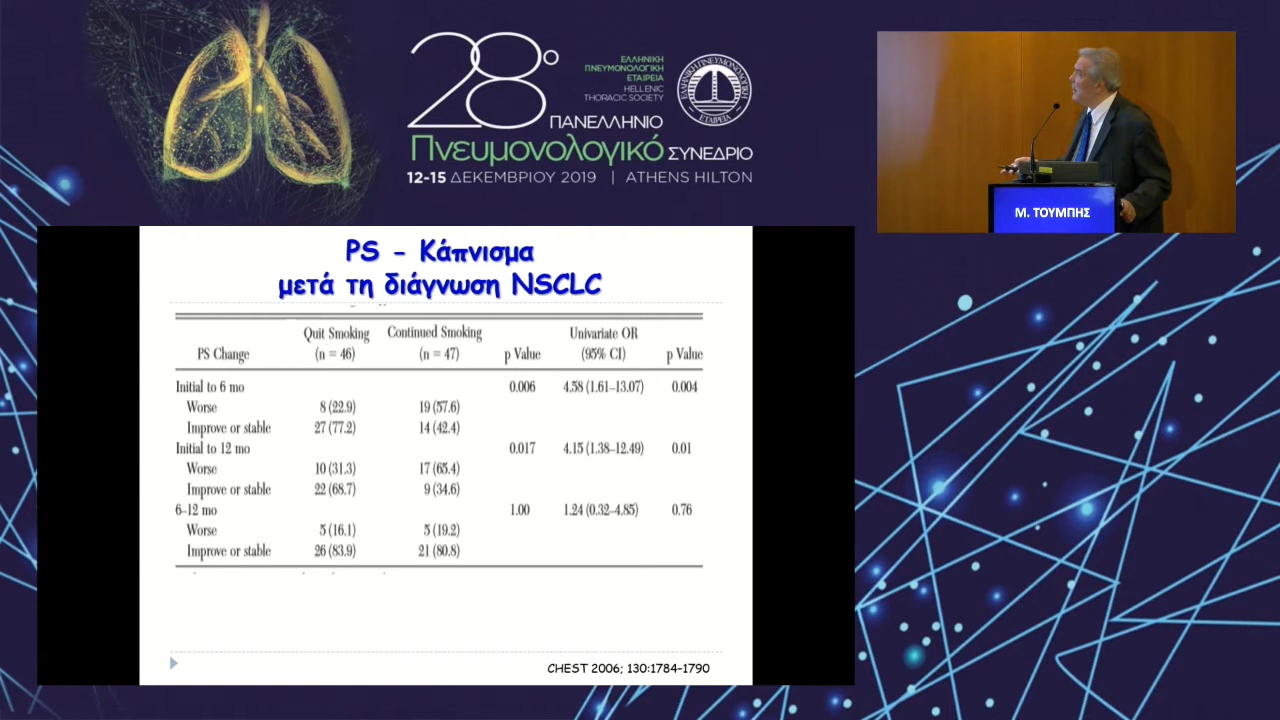 28ο
ΕΛΛΗΝΙΚΗ
ΠΝΕΥΜΟΝΟΛΟΓΙΚΗ
ΕΤΑΙΡΕΙΑ
HELLENIC
THORACIC SOCIETY
ΕΛΛΗΝΙΚΗ ΠΝΕΥΜΟΝΟΛΟΓΙΚΗ ΕΤΑΙΡΕΙΑ
ΠΑΝΕΛΛΗΝΙΟ
Πνευμονολογικό ΣΥΝΕΔΡΙΟ
12-15 ΔΕΚΕΜΒΡΙΟΥ 2019 | ATHENS HILTON
Μ. ΤΟΥΜΠΗΣ
PS - Κάπνισμα
μετά τη διάγνωση NSCLC
Quit Smoking Continued Smoking Univariate OR
PS Change (n = 46) (n = 47) p Value (95% CI) p Value
Initial to 6 mo 0.006 4.58 (1.61–13.07) 0.004
Worse 8 (22.9) 19 (57.6)
Improve or stable 27 (77.2) 14 (42.4)
Initial to 12 mo 0.017 4.15 (1.38–12.49) 0.01
Worse 10 (31.3) 17 (65.4)
Improve or stable 22 (68.7) 9 (34.6)
6–12 mo 1.00 1.24 (0.32–4.85) 0.76
Worse 5 (16.1) 5 (19.2)
Improve or stable 26 (83.9) 21 (80.8)
CHEST 2006; 130:1784-1790